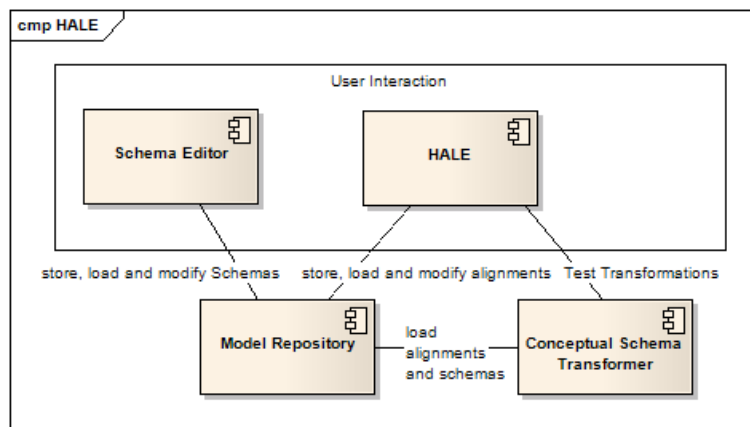 cmp HALE
User Interaction
Schema Editor
HALE
store, load and modify Schemas
store, load and modify alignments
Test Transformations
Model Repository
load
alignments
and schemas
Conceptual Schema
Transformer